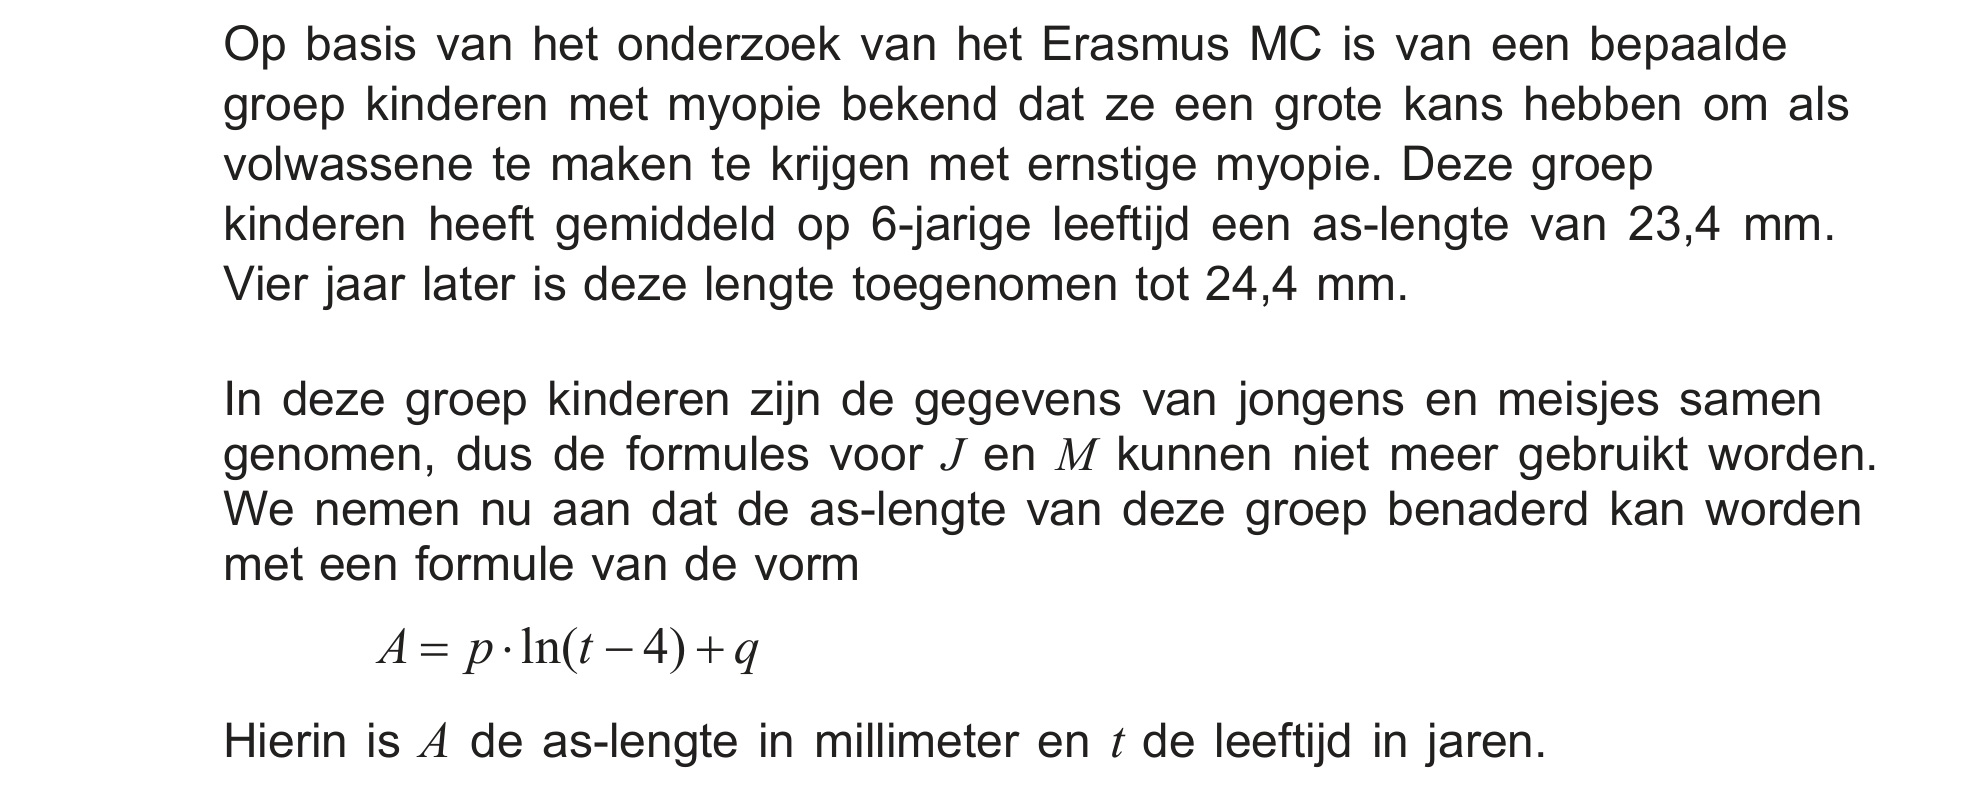 Op basis van het onderzoek van het Erasmus MC is van een bepaalde
groep kinderen met myopie bekend dat ze een grote kans hebben om als
volwassene te maken te krijgen met ernstige myopie. Deze groep
kinderen heeft gemiddeld op 6-jarige leeftijd een as-lengte van 23,4 mm.
Vier jaar later is deze lengte toegenomen tot 24,4 mm.
In deze groep kinderen zijn de gegevens van jongens en meisjes samen
genomen, dus de formules voor J en M kunnen niet meer gebruikt worden.
We nemen nu aan dat de as-lengte van deze groep benaderd kan worden
met een formule van de vorm
A = p · ln(t − 4) + q
Hierin is A de as-lengte in millimeter en t de leeftijd in jaren.